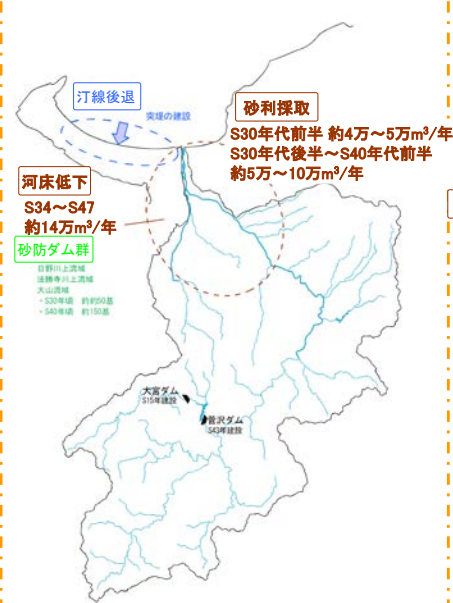 汀線後退
突堤の建設
砂利採取
S30年代前半 約4万～5万m³/年
S30年代後半～S40年代前半
約5万～10万m³/年
河床低下
S34～S47
約14万m³/年
砂防ダム群
日野川上流域
法勝寺川上流域
大山流域
・S30年頃 約約50基
・S40年頃 約150基
大宮ダム
S15年建設
菅沢ダム
S43年建設